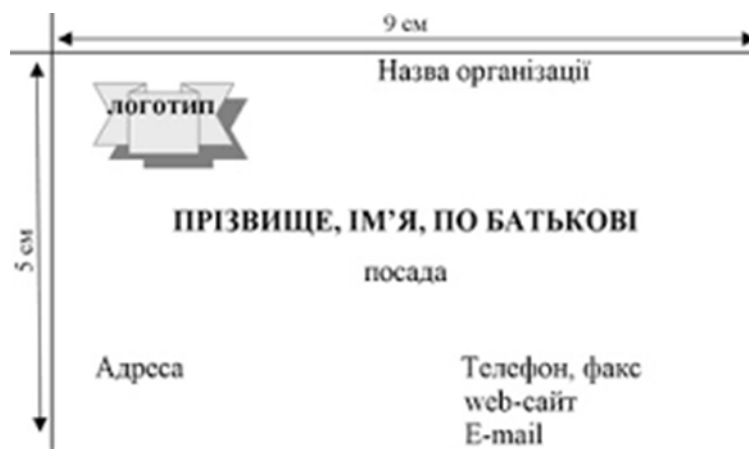 9 см
Назва організації
ЛОГОТИП
ПРІЗВИЩЕ, ІМ’Я, ПО БАТЬКОВІ
5 см
посада
Адреса
Телефон, факс
web-сайт
E-mail